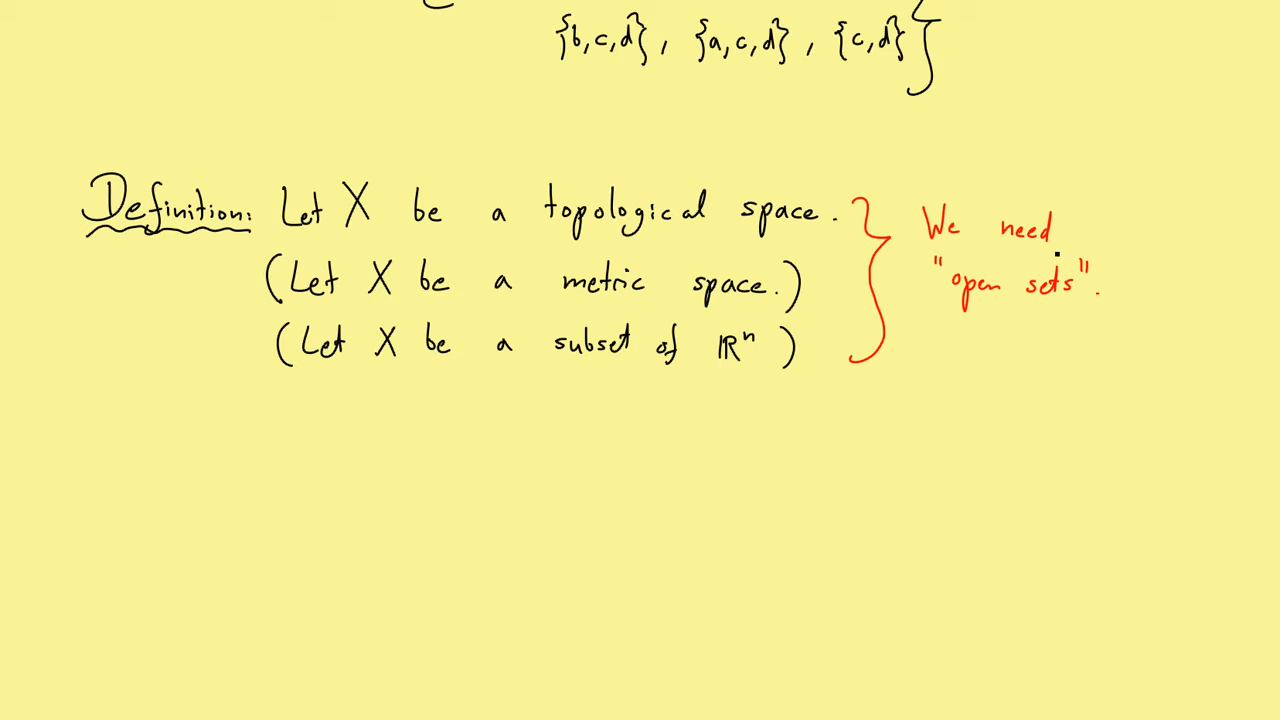 {b,c,d}, {a,c,d}, {c,d}}
Definition: Let X be a topological space.
(Let X be a metric space.)
(Let X be a subset of ℝⁿ)
We need
"open sets".